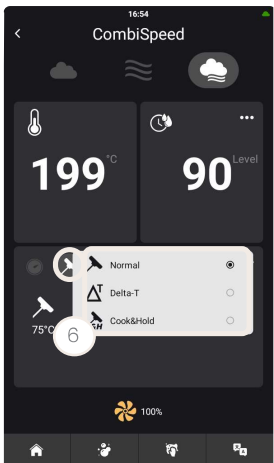 16:54
CombiSpeed
199 °C
90 Level
Normal
Delta-T
Cook&Hold
75°C
6
100%